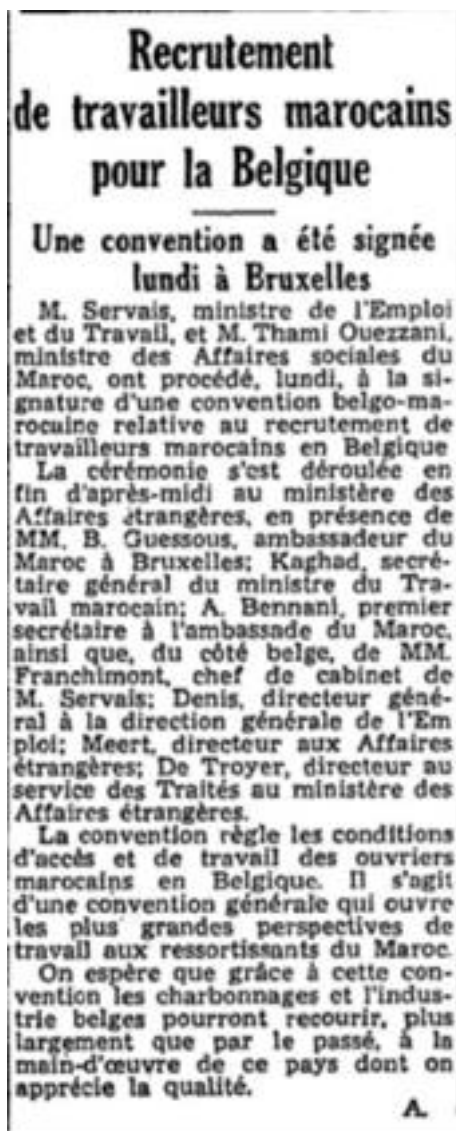 Recrutement
de travailleurs marocains
pour la Belgique
Une convention a été signée
lundi à Bruxelles
M. Servais, ministre de l'Emploi
et du Travail, et M. Thami Ouezzani,
ministre des Affaires sociales du
Maroc, ont procédé, lundi, à la si-
gnature d'une convention belgo-ma-
rocaine relative au recrutement de
travailleurs marocains en Belgique
La cérémonie s'est déroulée en
fin d'après-midi au ministère des
Affaires étrangères, en présence de
MM. B. Guessous, ambassadeur du
Maroc à Bruxelles; Kaghad, secré-
taire général du ministre du Tra-
vail marocain; A. Bennani, premier
secrétaire à l'ambassade du Maroc,
ainsi que, du côté belge, de MM.
Franchimont, chef de cabinet de
M. Servais; Denis, directeur géné-
ral à la direction générale de l'Em
ploi; Meert, directeur aux Affaires
étrangères; De Troyer, directeur au
service des Traités au ministère des
Affaires étrangères.
La convention règle les conditions
d'accès et de travail des ouvriers
marocains en Belgique. Il s'agit
d'une convention générale qui ouvre
les plus grandes perspectives de
travail aux ressortissants du Maroc.
On espère que grâce à cette con-
vention les charbonnages et l'indus-
trie belges pourront recourir, plus
largement que par le passé, à la
main-d'œuvre de ce pays dont on
apprécie la qualité.
A.